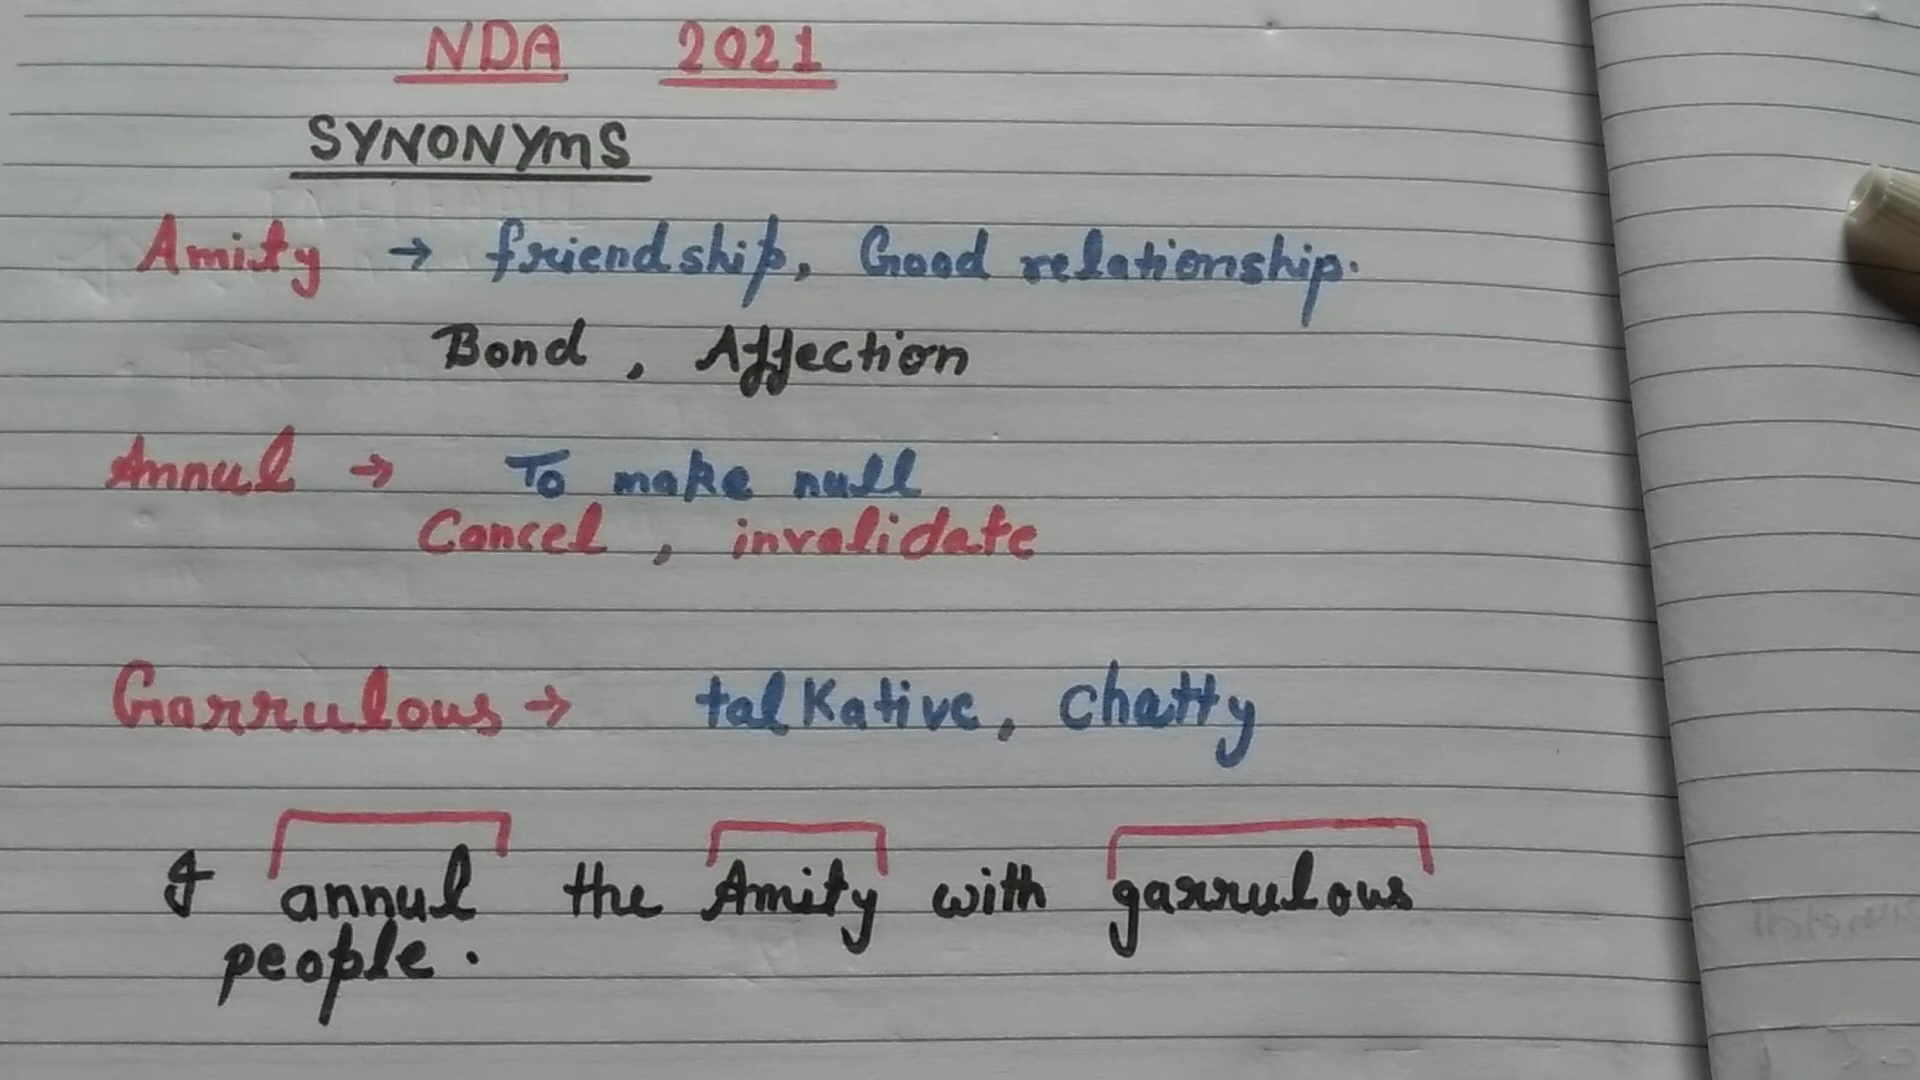 NDA 2021
SYNONYMS
Amity → friendship, Good relationship.
Bond, Affection
Annul → To make null
Cancel, invalidate
Garrulous → talkative, chatty
I annul the Amity with garrulous
people.